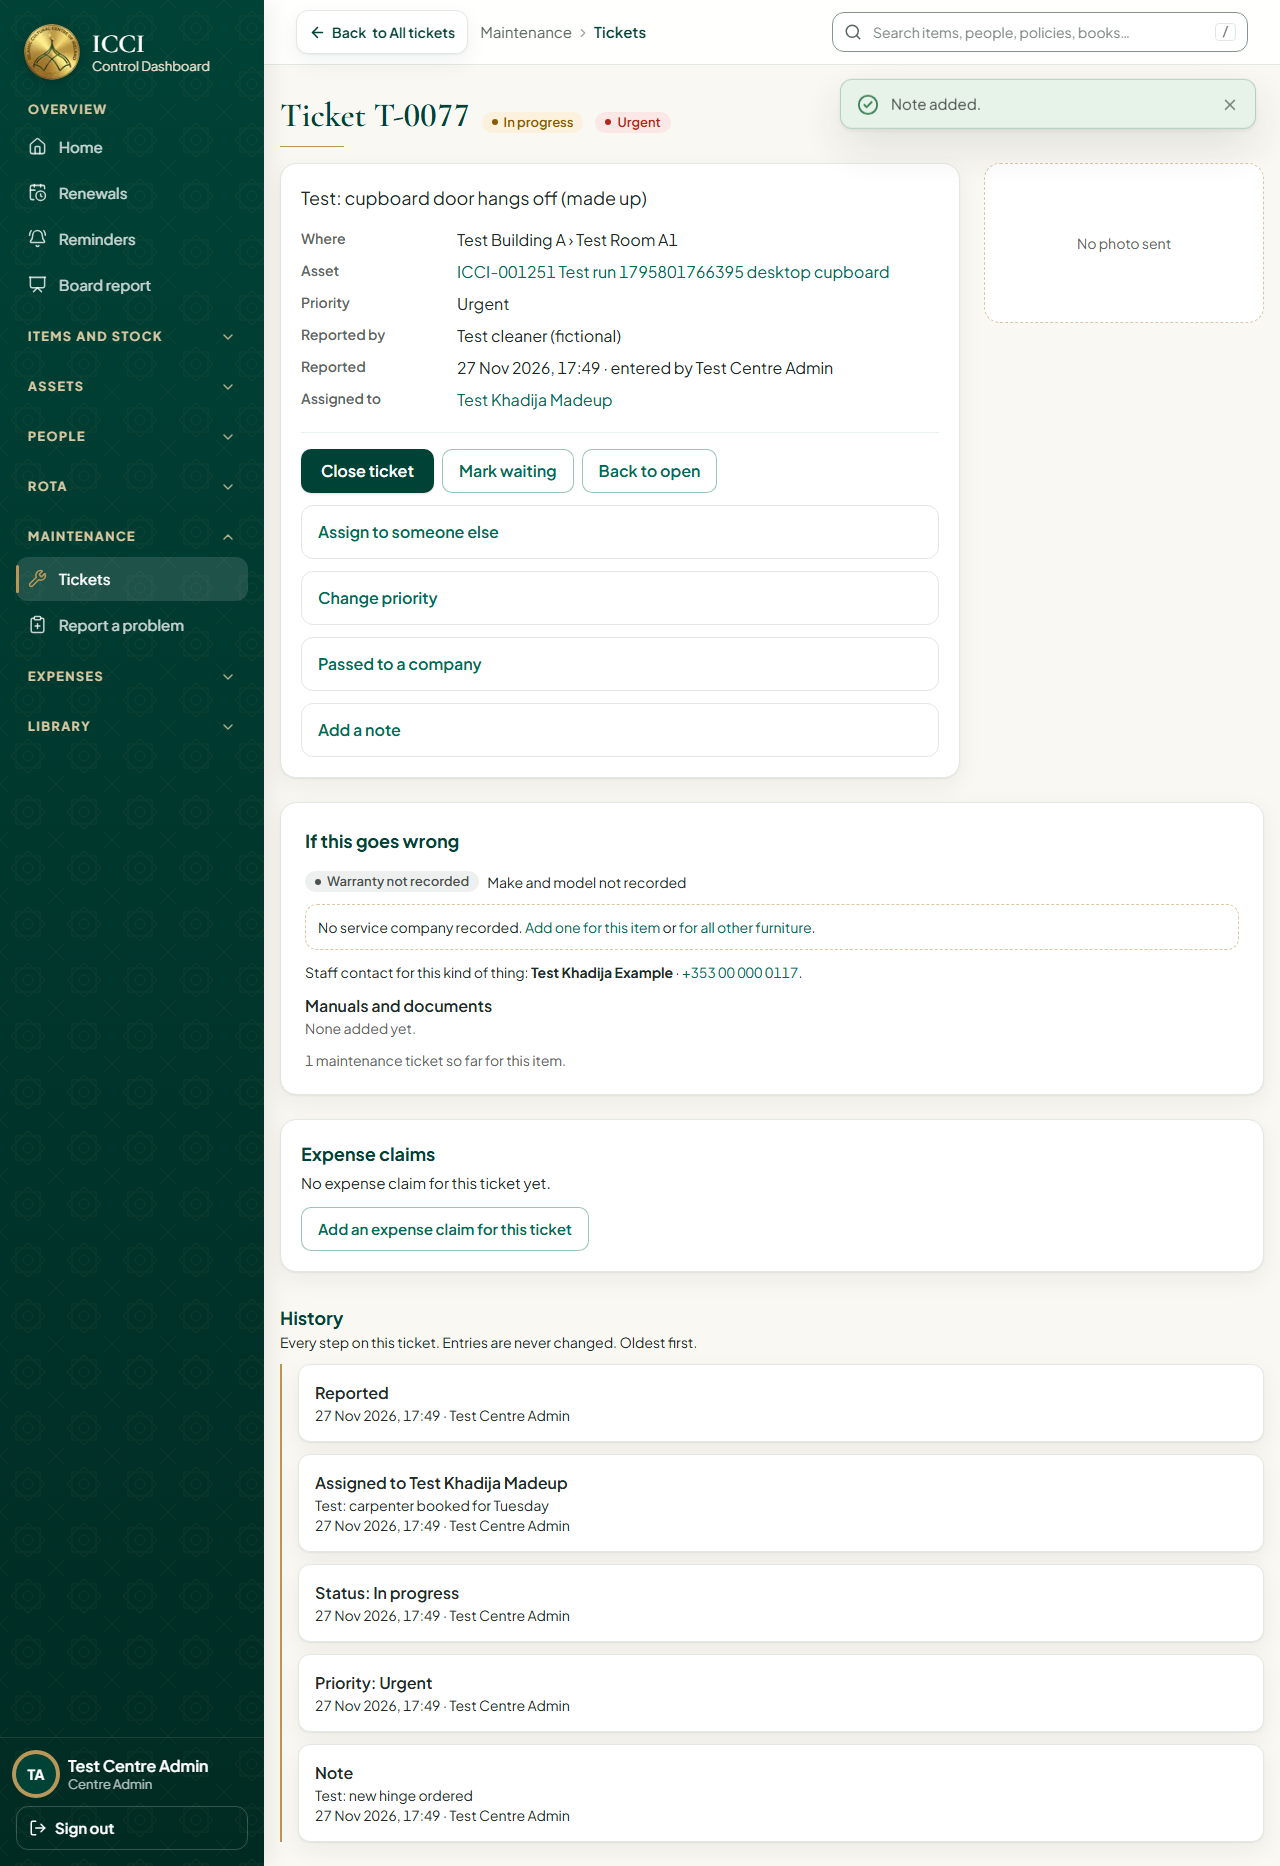 ICCI
Control Dashboard
OVERVIEW
Home
Renewals
Reminders
Board report
ITEMS AND STOCK
ASSETS
PEOPLE
ROTA
MAINTENANCE
Tickets
Report a problem
EXPENSES
LIBRARY
TA
Test Centre Admin
Centre Admin
Sign out
Back to All tickets
Maintenance › Tickets
Search items, people, policies, books…
/
Note added.
Ticket T-0077
In progress
Urgent
Test: cupboard door hangs off (made up)
Where
Test Building A › Test Room A1
Asset
ICCI-001251 Test run 1795801766395 desktop cupboard
Priority
Urgent
Reported by
Test cleaner (fictional)
Reported
27 Nov 2026, 17:49 · entered by Test Centre Admin
Assigned to
Test Khadija Madeup
Close ticket
Mark waiting
Back to open
Assign to someone else
Change priority
Passed to a company
Add a note
No photo sent
If this goes wrong
Warranty not recorded
Make and model not recorded
No service company recorded. Add one for this item or for all other furniture.
Staff contact for this kind of thing: Test Khadija Example · +353 00 000 0117.
Manuals and documents
None added yet.
1 maintenance ticket so far for this item.
Expense claims
No expense claim for this ticket yet.
Add an expense claim for this ticket
History
Every step on this ticket. Entries are never changed. Oldest first.
Reported
27 Nov 2026, 17:49 · Test Centre Admin
Assigned to Test Khadija Madeup
Test: carpenter booked for Tuesday
27 Nov 2026, 17:49 · Test Centre Admin
Status: In progress
27 Nov 2026, 17:49 · Test Centre Admin
Priority: Urgent
27 Nov 2026, 17:49 · Test Centre Admin
Note
Test: new hinge ordered
27 Nov 2026, 17:49 · Test Centre Admin